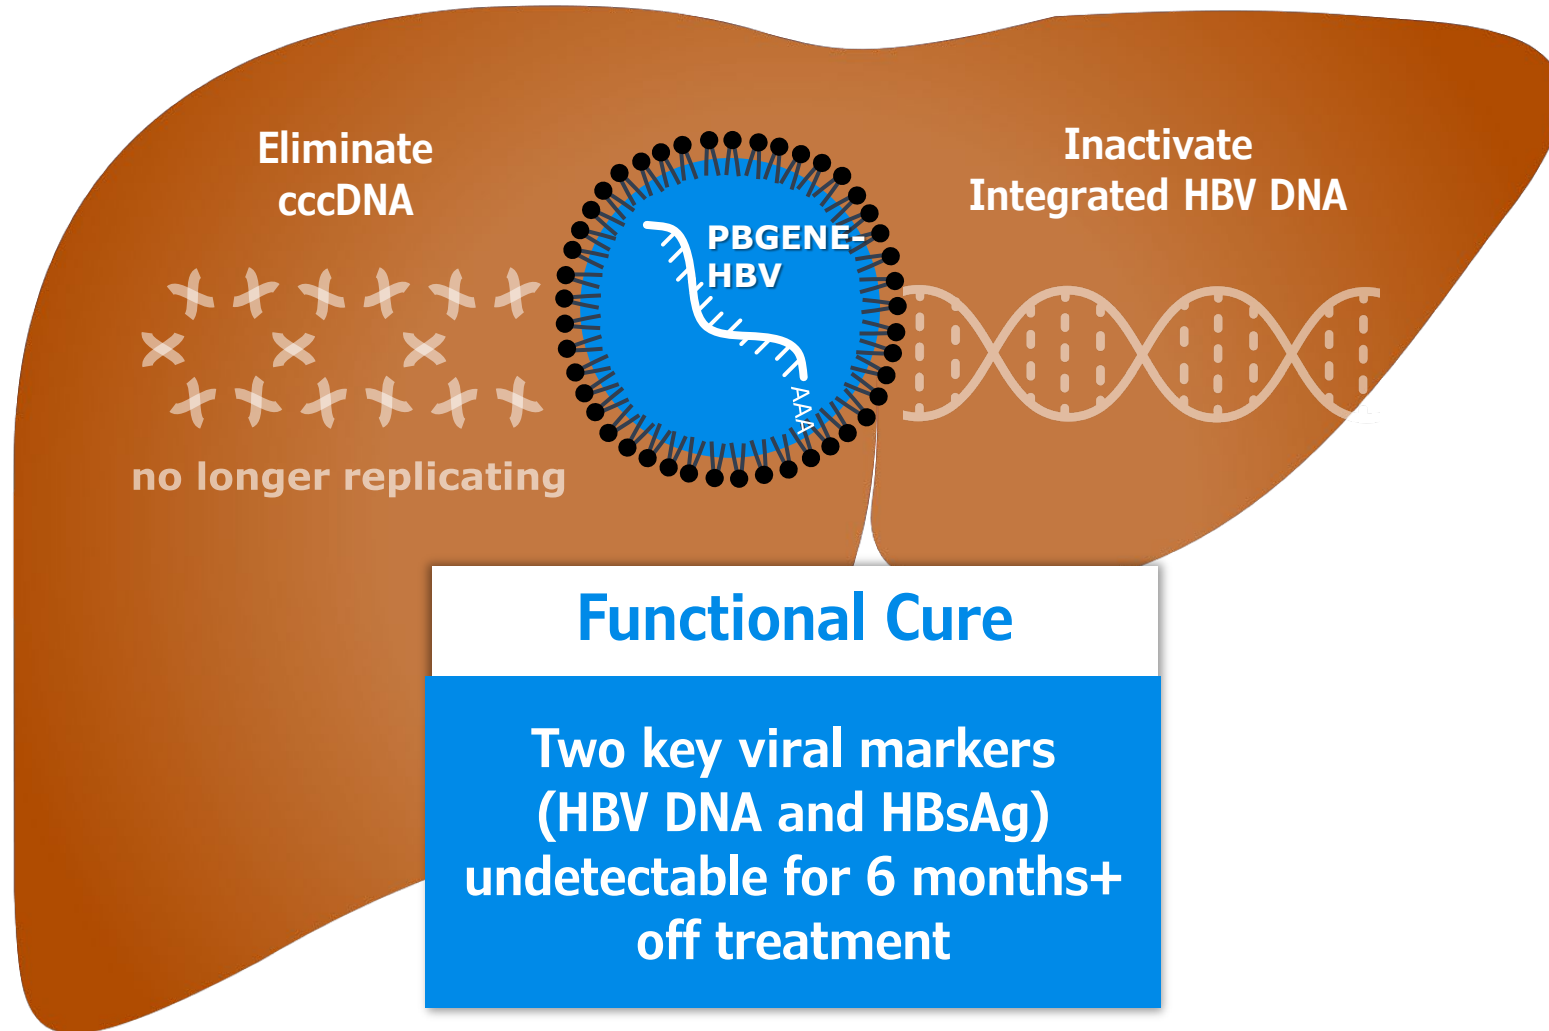 Eliminate
cccDNA
Inactivate
Integrated HBV DNA
PBGENE-
HBV
AAA
no longer replicating
Functional Cure
Two key viral markers
(HBV DNA and HBsAg)
undetectable for 6 months+
off treatment